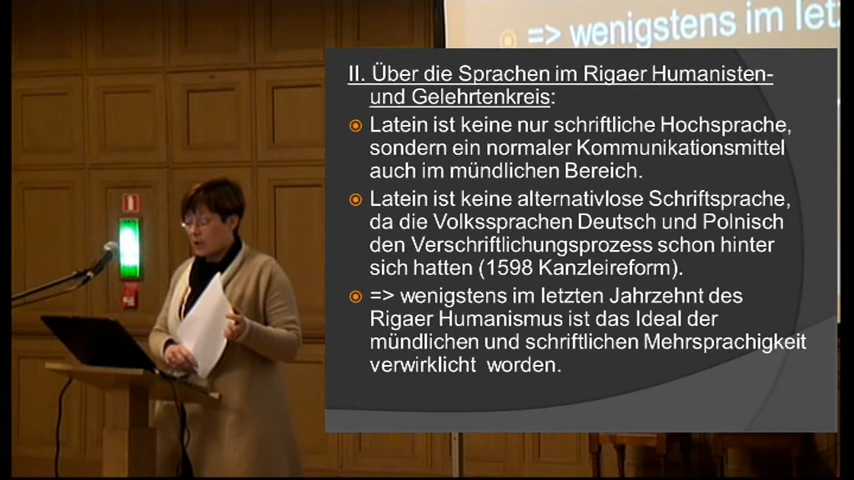 => wenigstens im letz
II. Über die Sprachen im Rigaer Humanisten-
und Gelehrtenkreis:
Latein ist keine nur schriftliche Hochsprache,
sondern ein normaler Kommunikationsmittel
auch im mündlichen Bereich.
Latein ist keine alternativlose Schriftsprache,
da die Volkssprachen Deutsch und Polnisch
den Verschriftlichungsprozess schon hinter
sich hatten (1598 Kanzleireform).
=> wenigstens im letzten Jahrzehnt des
Rigaer Humanismus ist das Ideal der
mündlichen und schriftlichen Mehrsprachigkeit
verwirklicht worden.